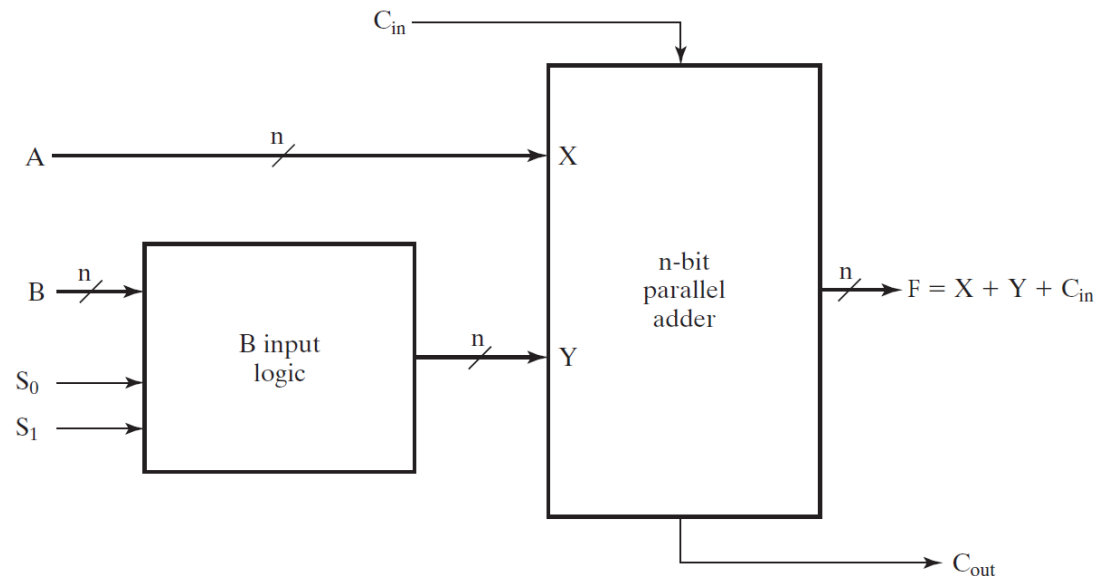 C_in
n
A
X
n
B
n-bit
parallel
adder
n
F = X + Y + C_in
B input
logic
n
Y
S_0
S_1
C_out